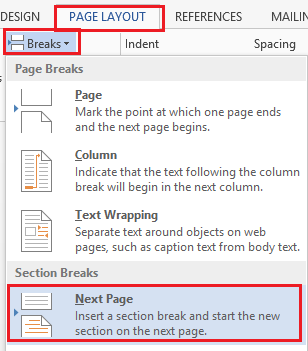 DESIGN PAGE LAYOUT REFERENCES MAILIN
Breaks Indent Spacing
Page Breaks
Page
Mark the point at which one page ends
and the next page begins.
Column
Indicate that the text following the column
break will begin in the next column.
Text Wrapping
Separate text around objects on web
pages, such as caption text from body text.
Section Breaks
Next Page
Insert a section break and start the new
section on the next page.